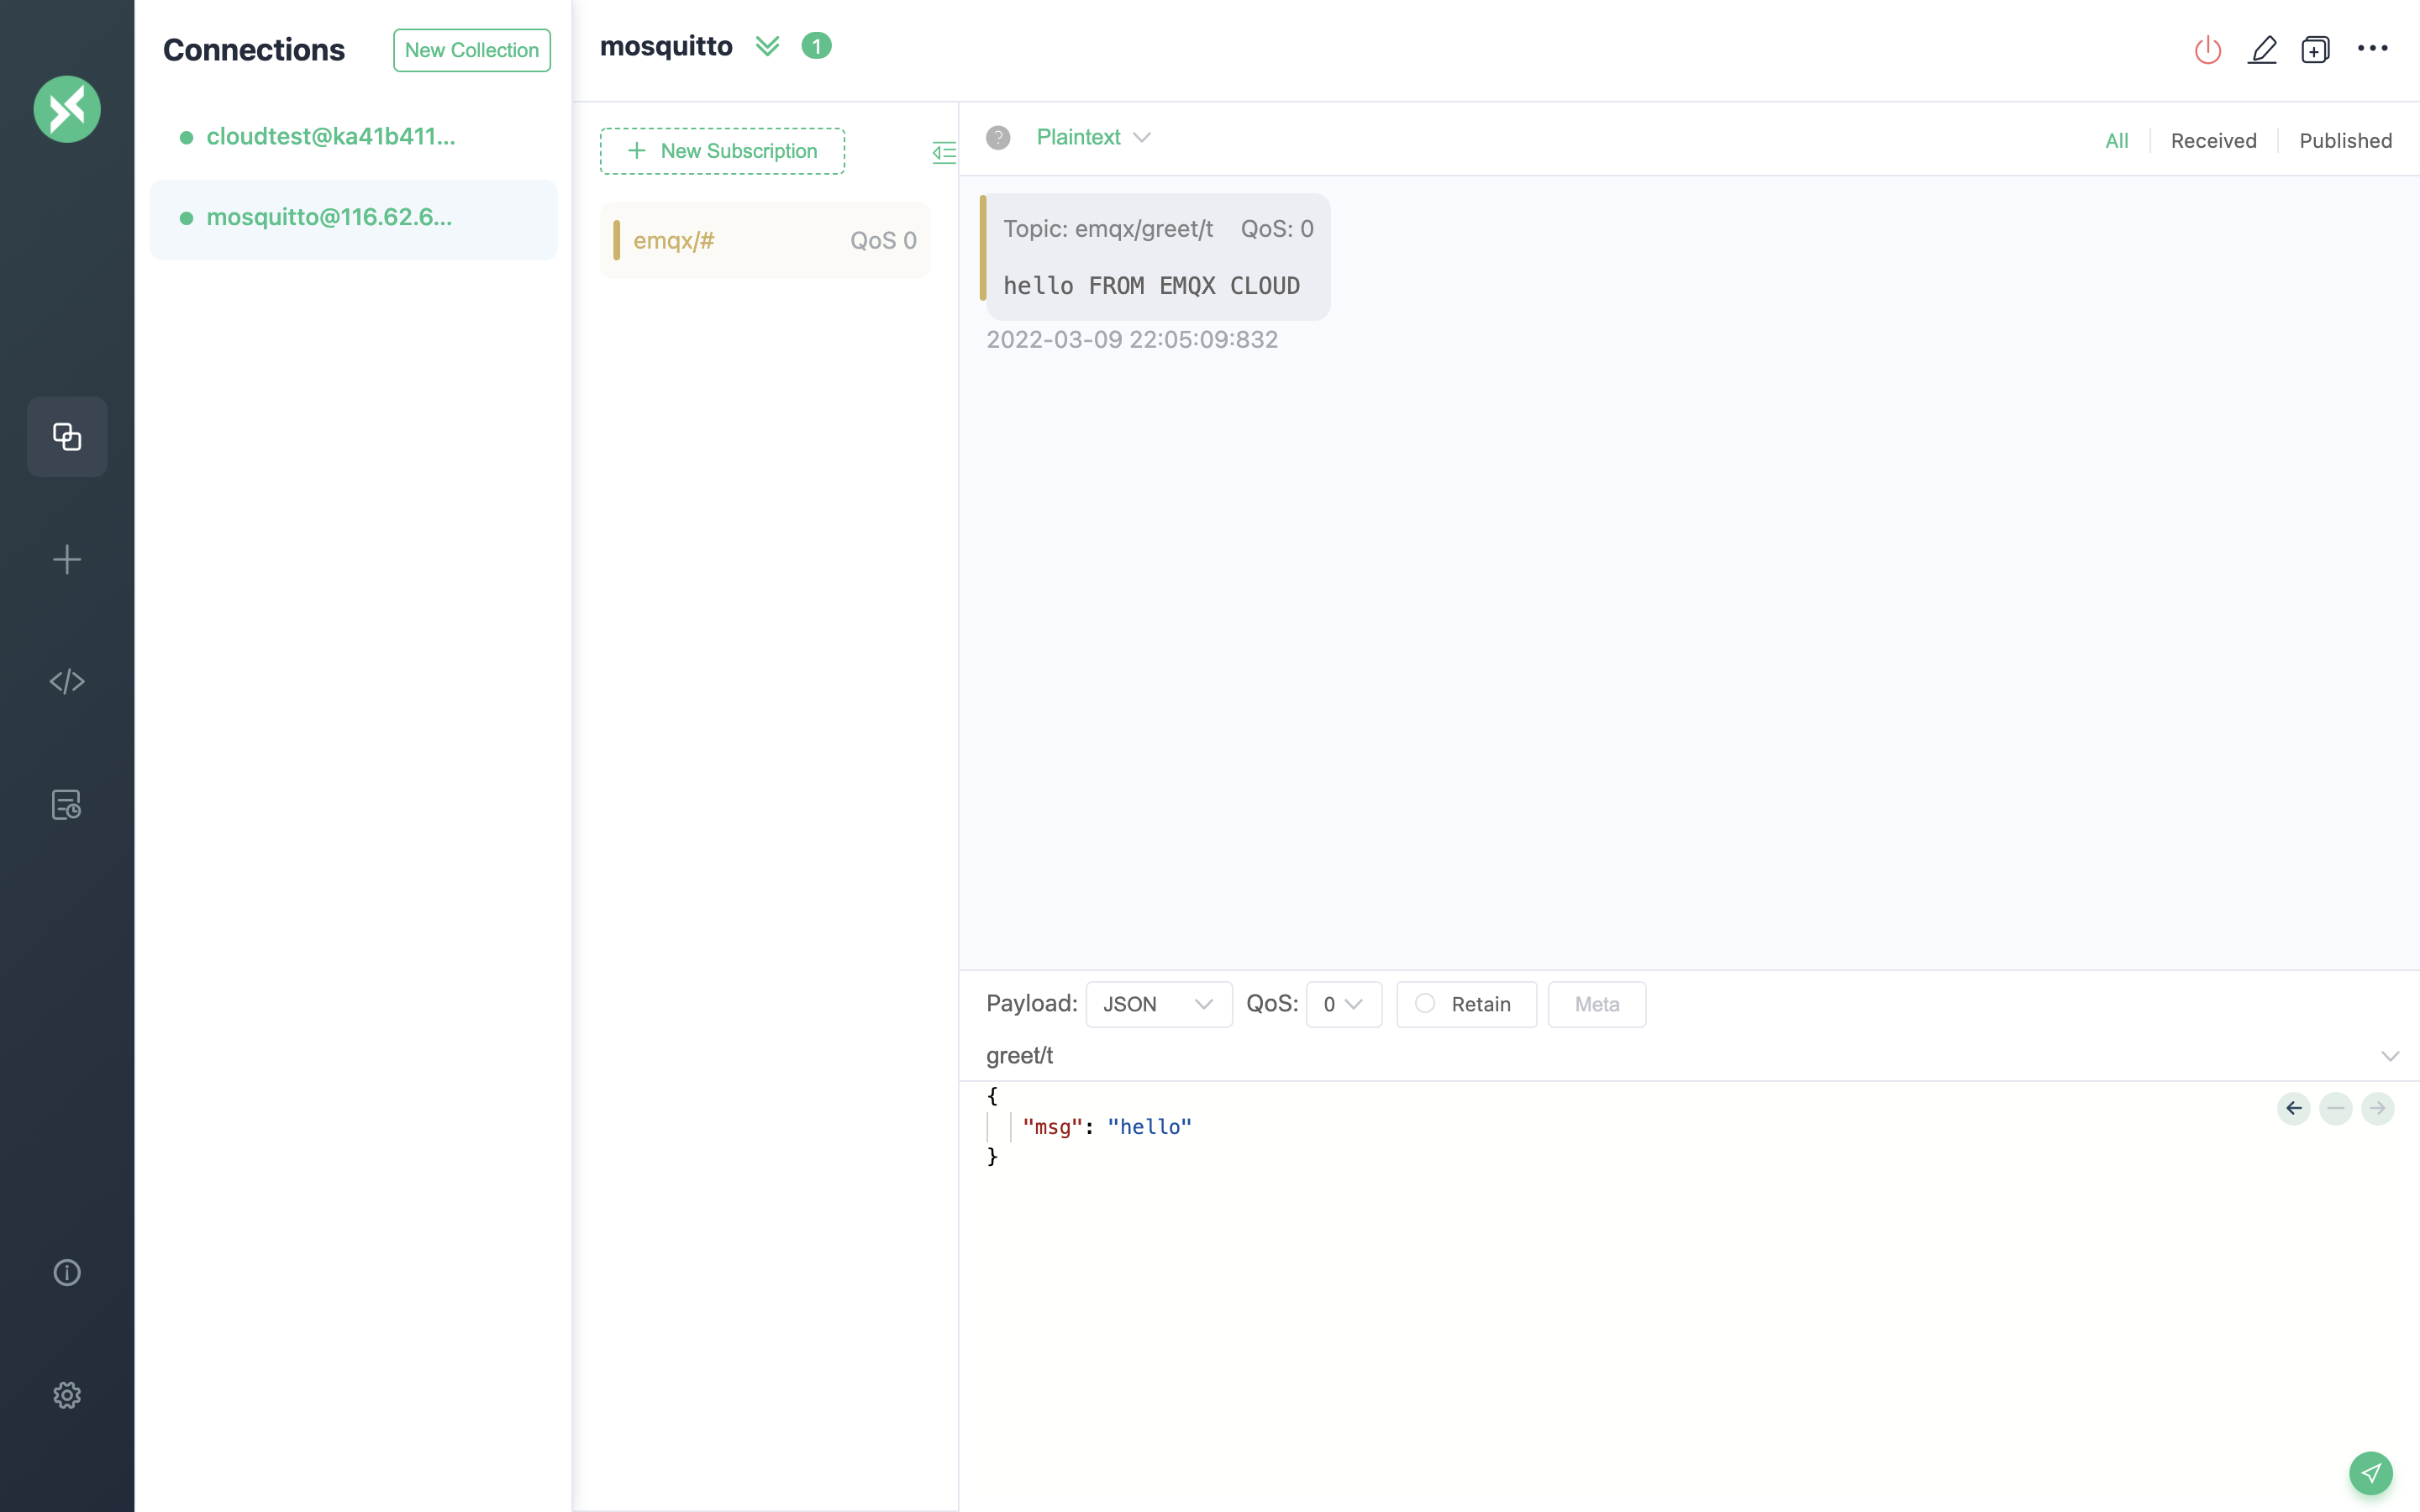 Connections
New Collection
cloudtest@ka41b411...
mosquitto@116.62.6...
mosquitto 1
New Subscription
emqx/# QoS 0
Plaintext
All Received Published
Topic: emqx/greet/t QoS: 0
hello FROM EMQX CLOUD
2022-03-09 22:05:09:832
Payload: JSON QoS: 0 Retain Meta
greet/t
{
"msg": "hello"
}